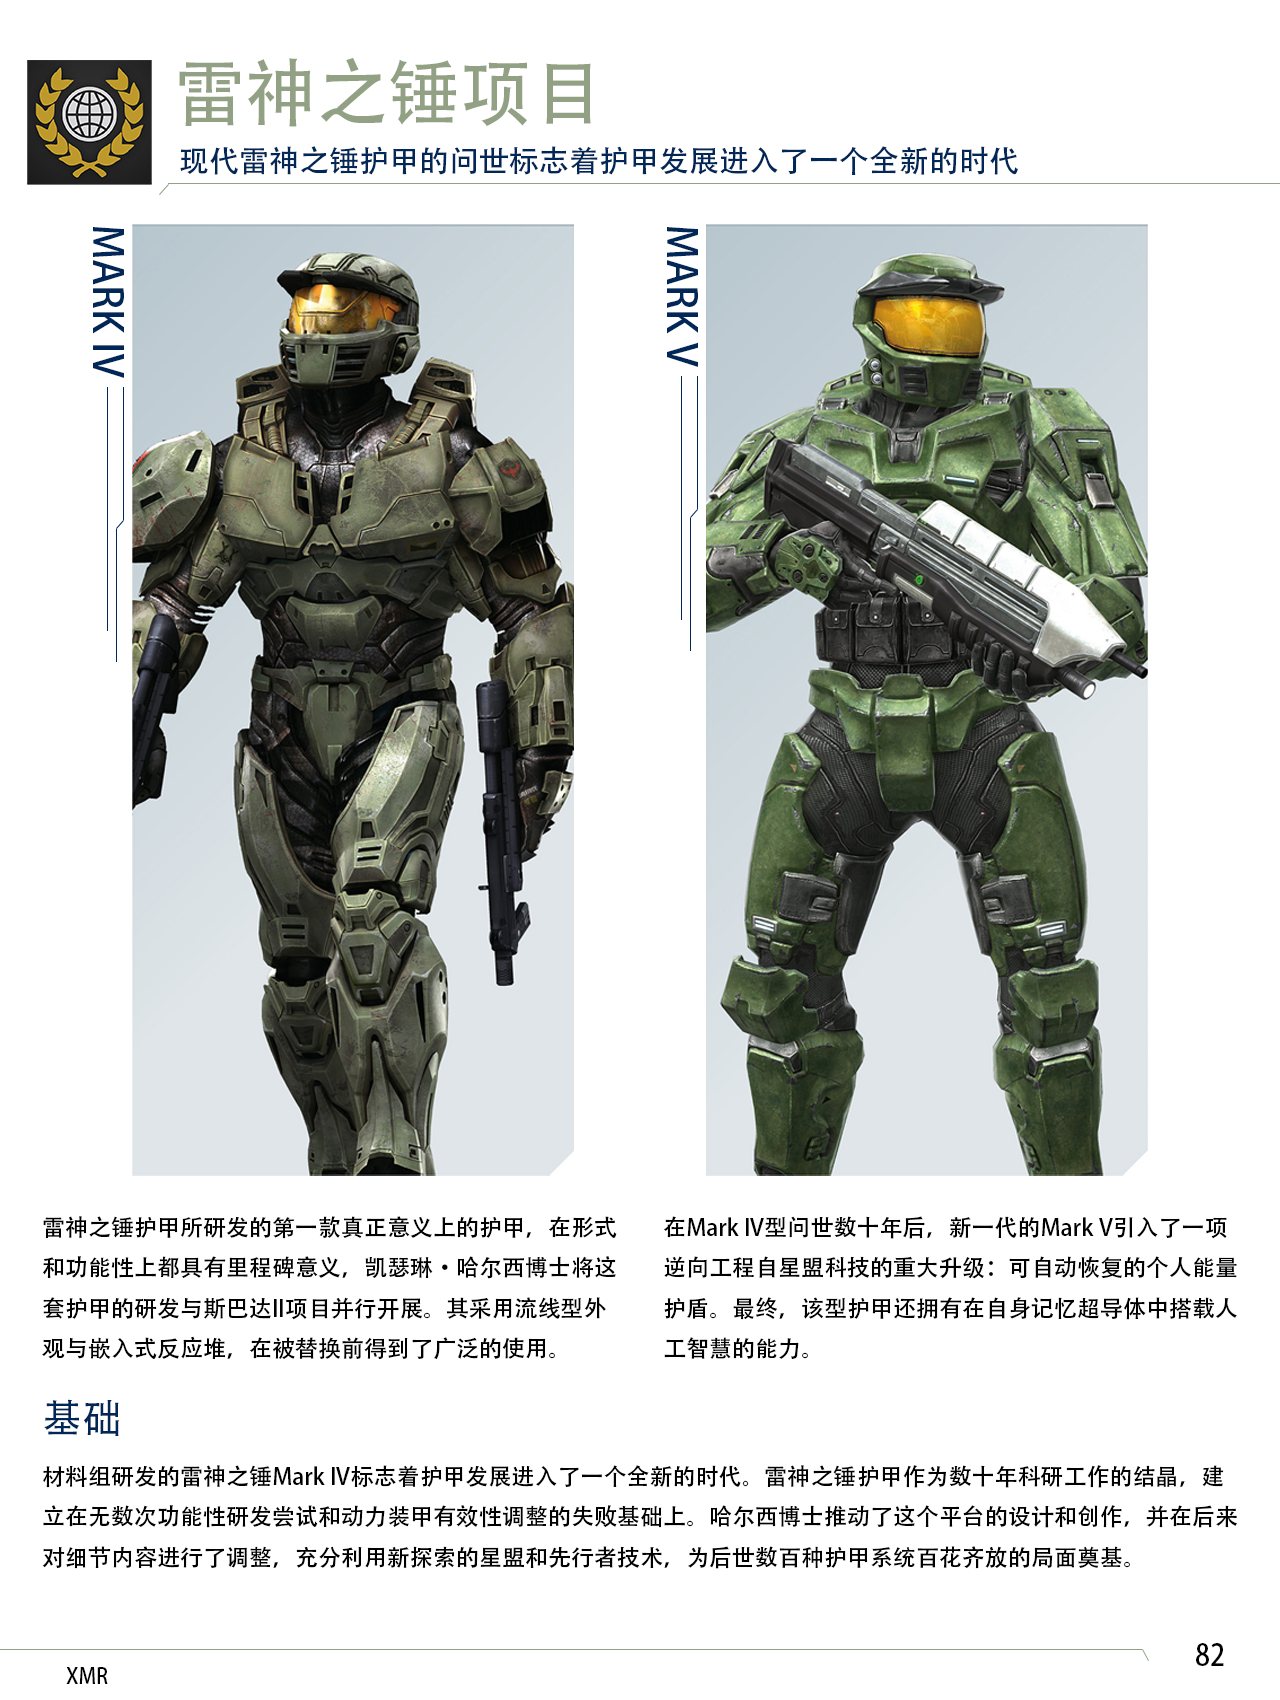 雷神之锤项目
现代雷神之锤护甲的问世标志着护甲发展进入了一个全新的时代
MARK IV
MARK V
雷神之锤护甲所研发的第一款真正意义上的护甲，在形式
和功能性上都具有里程碑意义，凯瑟琳·哈尔西博士将这
套护甲的研发与斯巴达II项目并行开展。其采用流线型外
观与嵌入式反应堆，在被替换前得到了广泛的使用。
在Mark IV型问世数十年后，新一代的Mark V引入了一项
逆向工程自星盟科技的重大升级：可自动恢复的个人能量
护盾。最终，该型护甲还拥有在自身记忆超导体中搭载人
工智慧的能力。
基础
材料组研发的雷神之锤Mark IV标志着护甲发展进入了一个全新的时代。雷神之锤护甲作为数十年科研工作的结晶，建
立在无数次功能性研发尝试和动力装甲有效性调整的失败基础上。哈尔西博士推动了这个平台的设计和创作，并在后来
对细节内容进行了调整，充分利用新探索的星盟和先行者技术，为后世数百种护甲系统百花齐放的局面奠基。
82
XMR